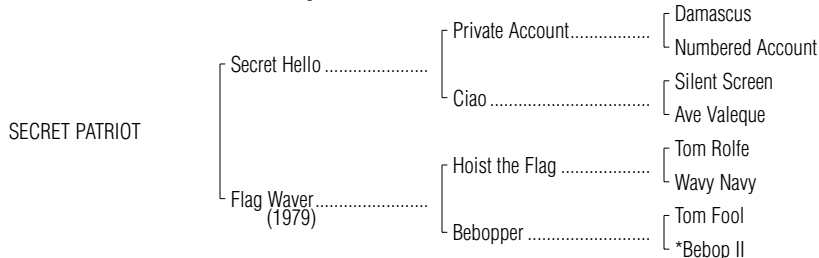 Damascus
Private Account.................
Numbered Account
Secret Hello ......................
Silent Screen
Ciao ..................................
Ave Valeque
SECRET PATRIOT
Tom Rolfe
Hoist the Flag ...................
Wavy Navy
Flag Waver........................
(1979)
Tom Fool
Bebopper ..........................
*Bebop II